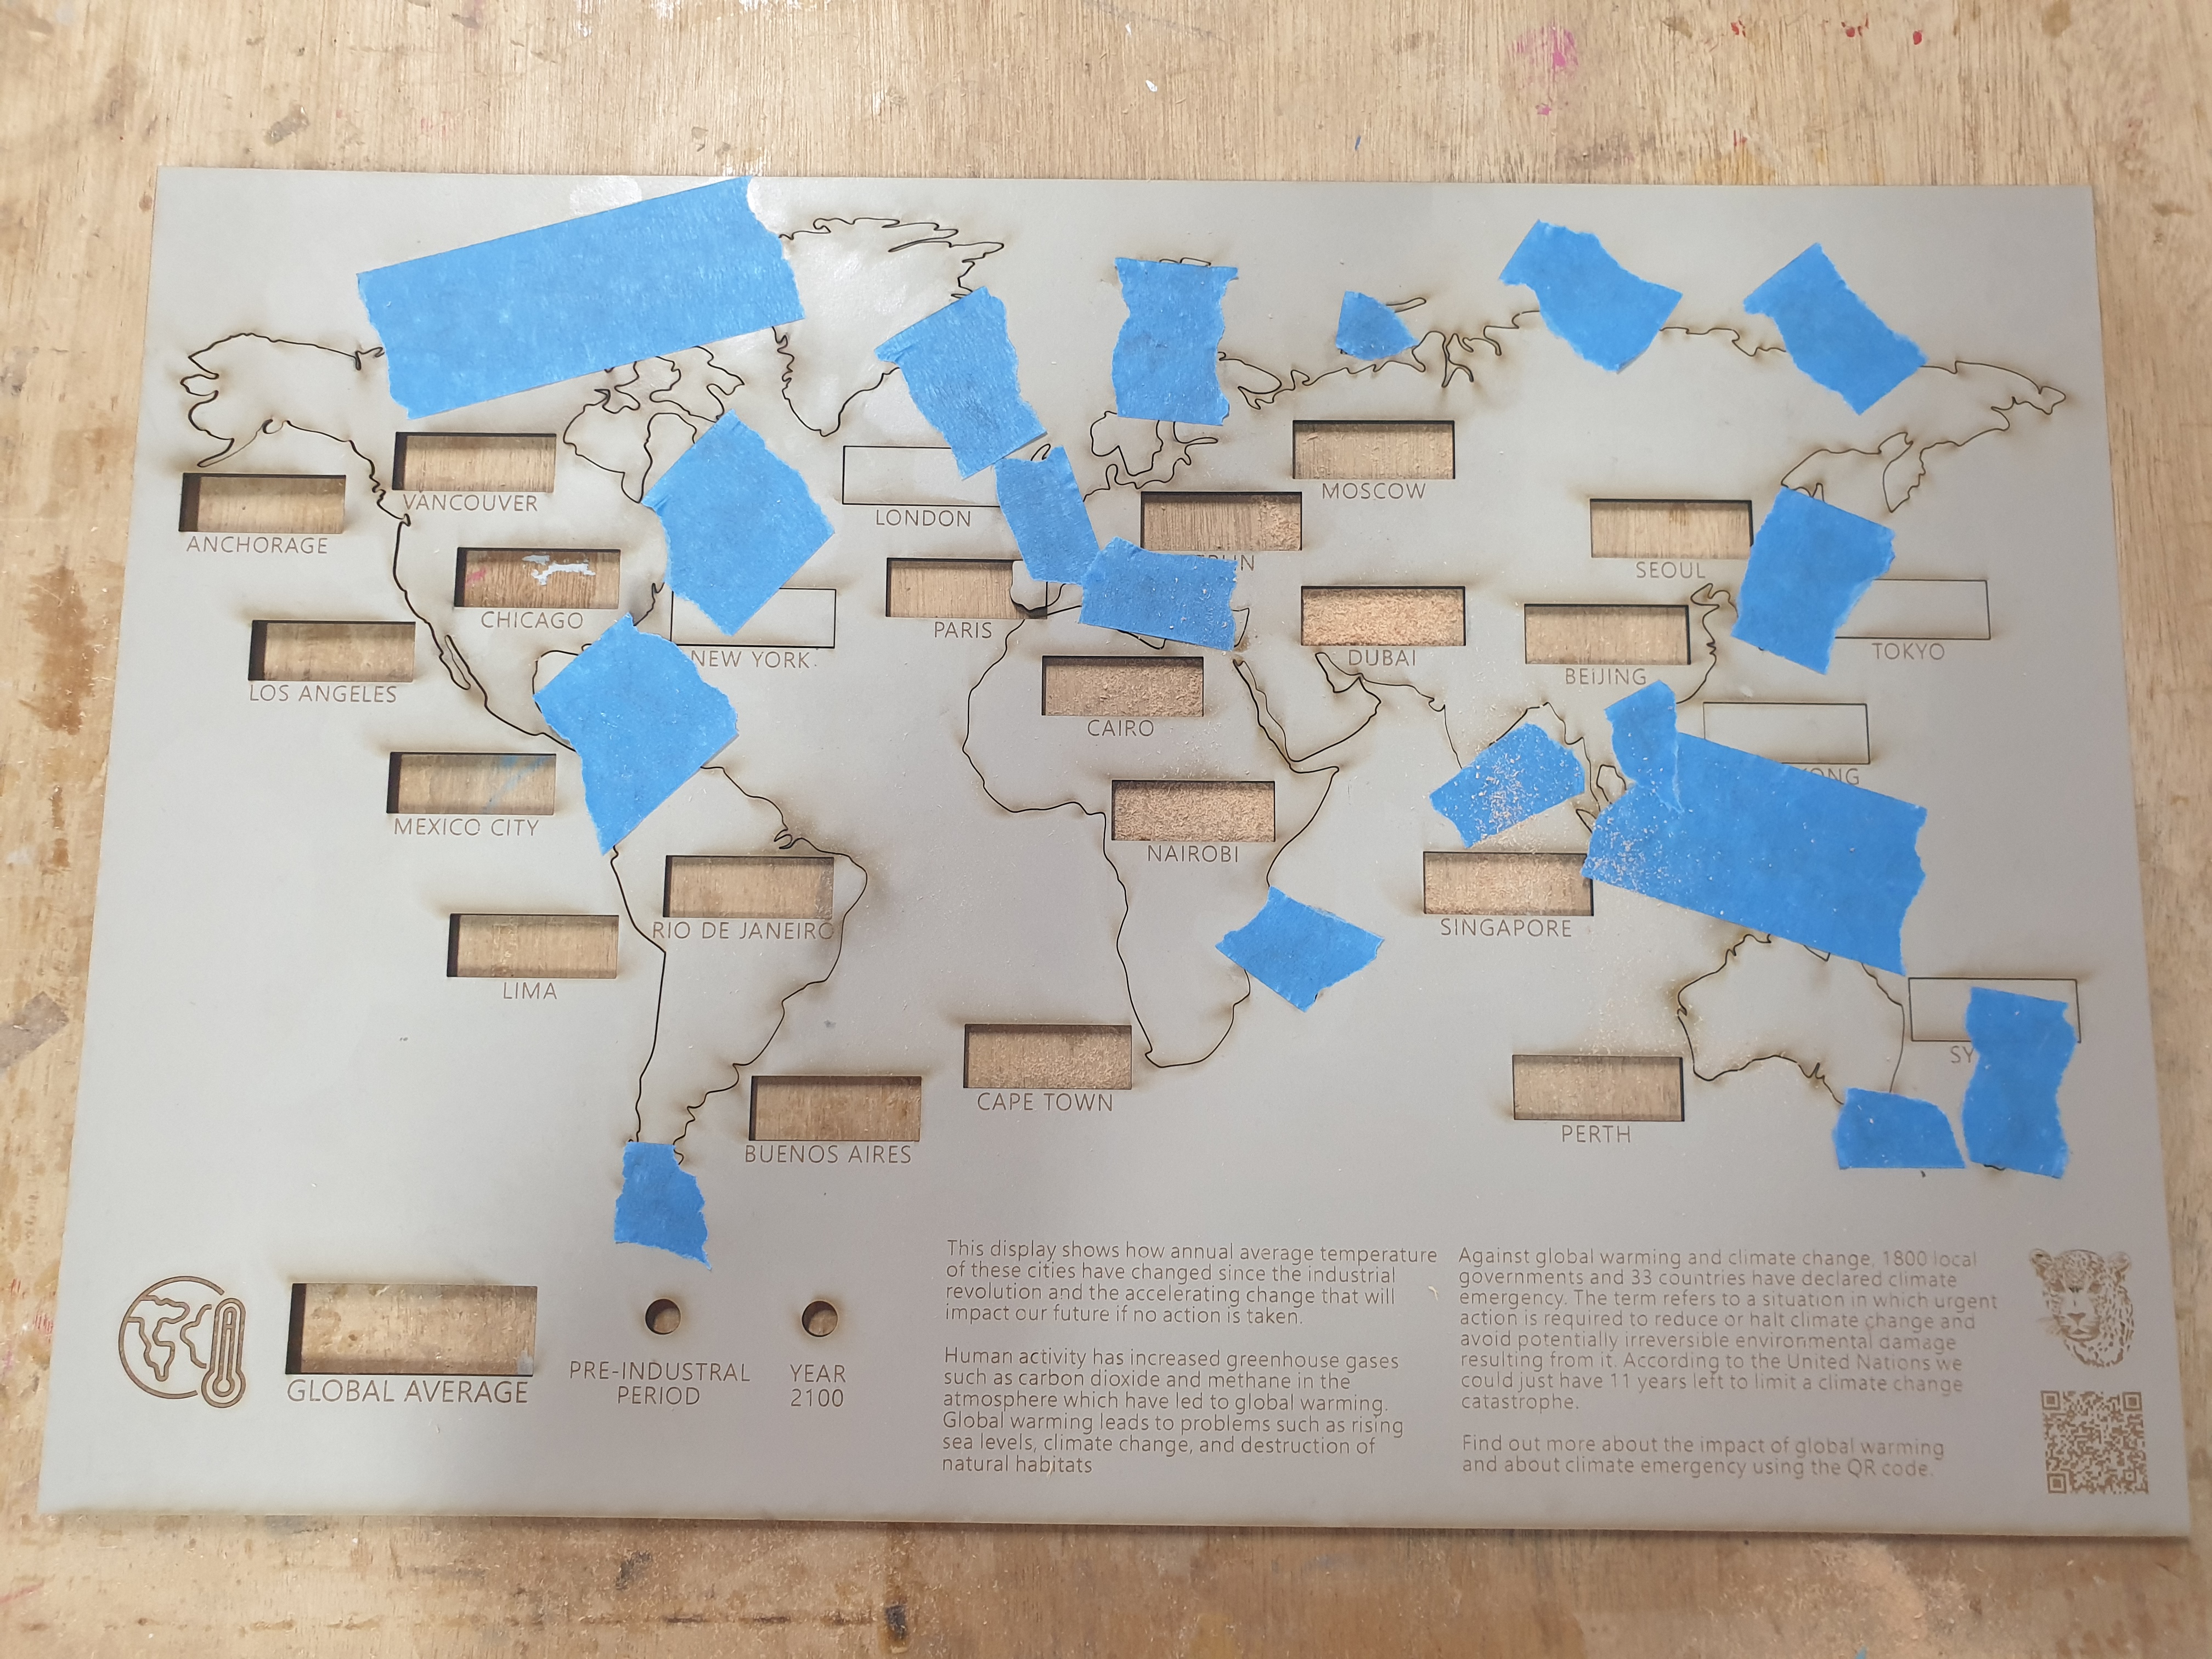 VANCOUVER
MOSCOW
LONDON
ANCHORAGE
SEOUL
CHICAGO
PARIS
NEW YORK
DUBAI
TOKYO
BEiJING
LOS ANGELES
CAIRO
MEXICO CITY
NAIROBI
RIO DE JANEIRO
SINGAPORE
LIMA
CAPE TOWN
PERTH
BUENOS AIRES
GLOBAL AVERAGE
PRE-INDUSTRAL
PERIOD
YEAR
2100
This display shows how annual average temperature
of these cities have changed since the industrial
revolution and the accelerating change that will
impact our future if no action is taken.
Human activity has increased greenhouse gases
such as carbon dioxide and methane in the
atmosphere which have led to global warming.
Global warming leads to problems such as rising
sea levels, climate change, and destruction of
natural habitats
Against global warming and climate change, 1800 local
governments and 33 countries have declared climate
emergency. The term refers to a situation in which urgent
action is required to reduce or halt climate change and
avoid potentially irreversible environmental damage
resulting from it. According to the United Nations we
could just have 11 years left to limit a climate change
catastrophe.
Find out more about the impact of global warming
and about climate emergency using the QR code.